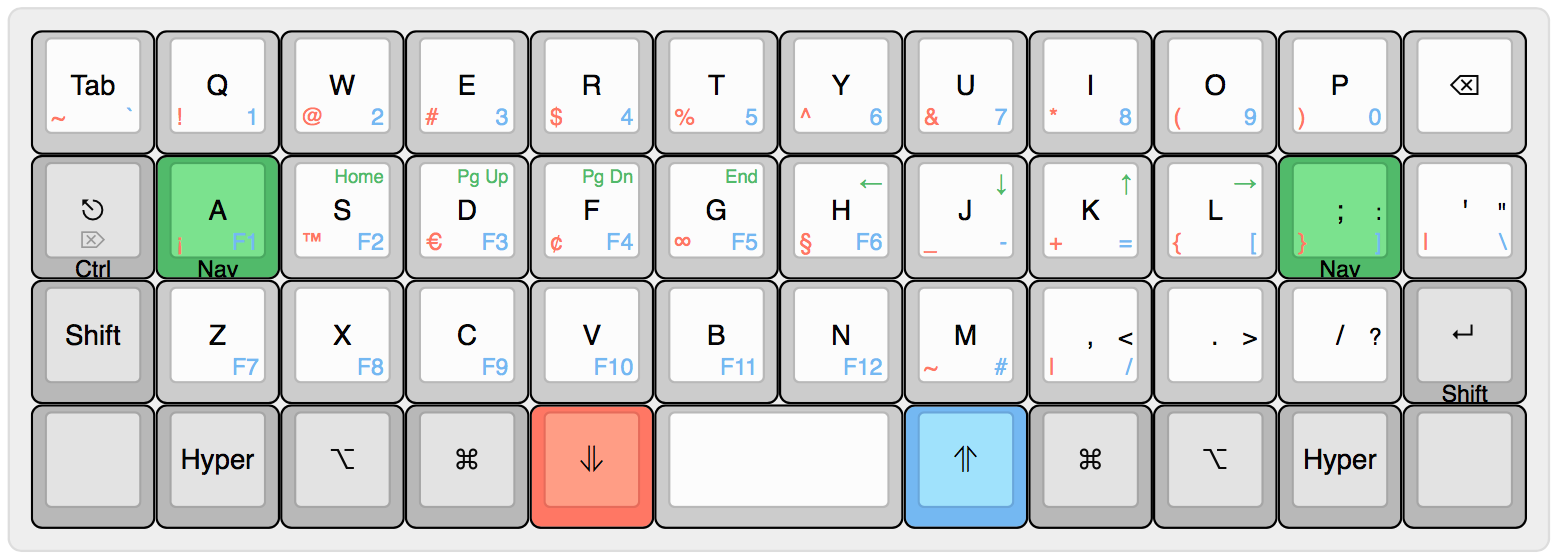 Tab ~ `
Q ! 1
W @ 2
E # 3
R $ 4
T % 5
Y ^ 6
U & 7
I * 8
O ( 9
P ) 0
⌫
⎋ ⌦ Ctrl
A ¡ F1 Nav
Home S ™ F2
Pg Up D € F3
Pg Dn F ¢ F4
End G ∞ F5
← H § F6
↓ J _ -
↑ K + =
→ L { [
; : } ] Nav
' " | \
Shift
Z F7
X F8
C F9
V F10
B F11
N F12
M ~ #
, < | /
. >
/ ?
↵ Shift
Hyper
⌥
⌘
⥥
⥣
⌘
⌥
Hyper